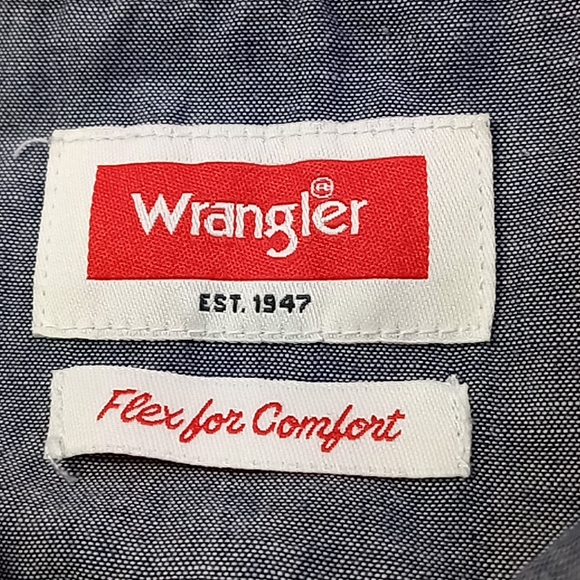 Wrangler®
EST. 1947
Flex for Comfort